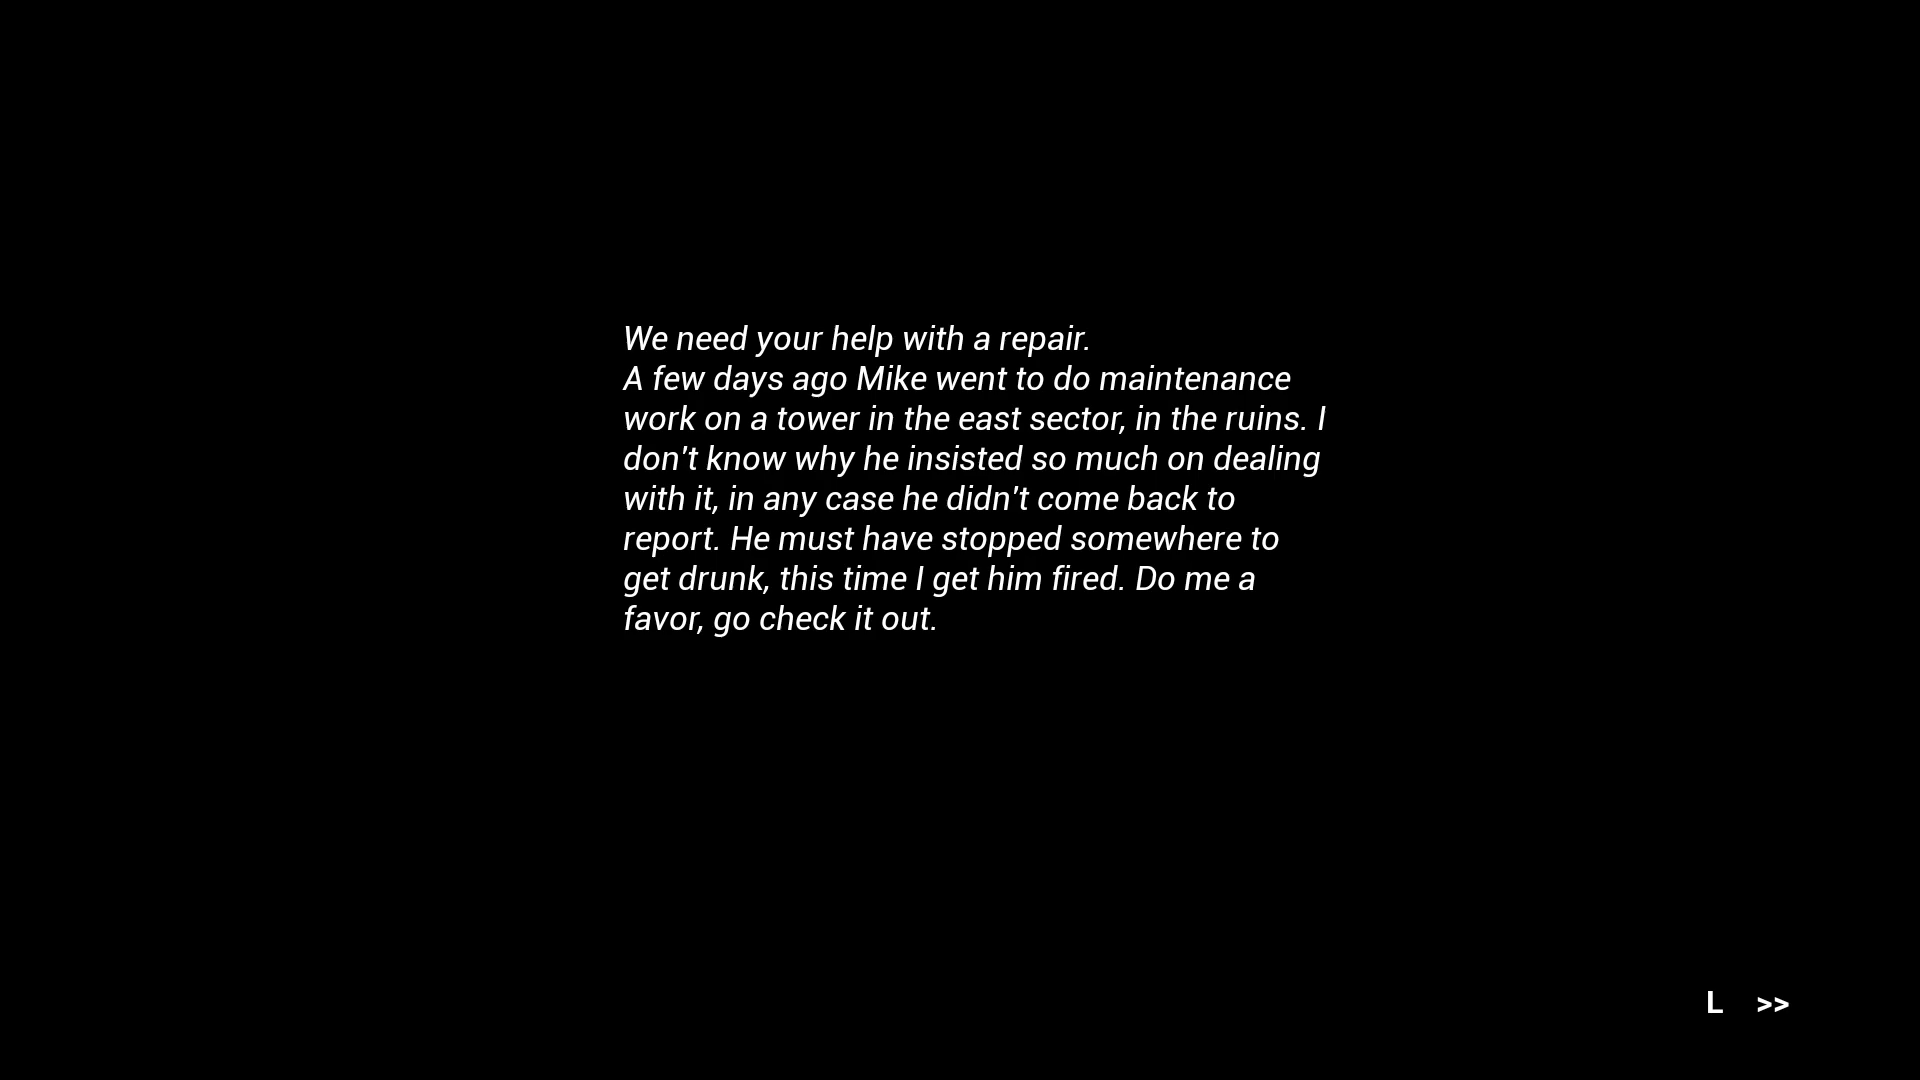 We need your help with a repair.
A few days ago Mike went to do maintenance
work on a tower in the east sector, in the ruins. I
don't know why he insisted so much on dealing
with it, in any case he didn't come back to
report. He must have stopped somewhere to
get drunk, this time I get him fired. Do me a
favor, go check it out.
L >>